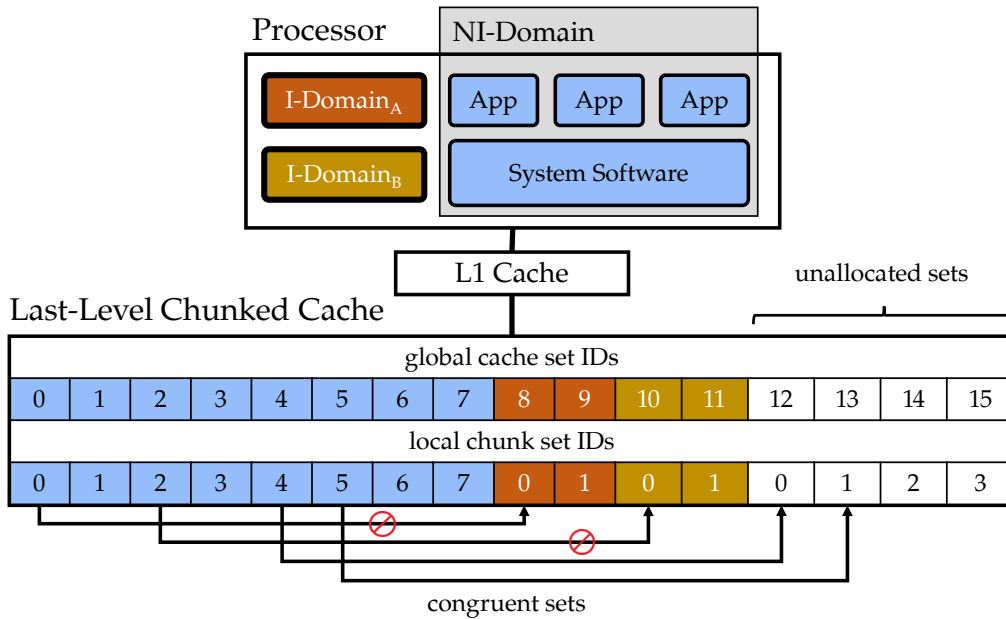 Processor
NI-Domain
I-Domain_A
App App App
I-Domain_B
System Software
L1 Cache
unallocated sets
Last-Level Chunked Cache
global cache set IDs
0 1 2 3 4 5 6 7 8 9 10 11 12 13 14 15
local chunk set IDs
0 1 2 3 4 5 6 7 0 1 0 1 0 1 2 3
congruent sets